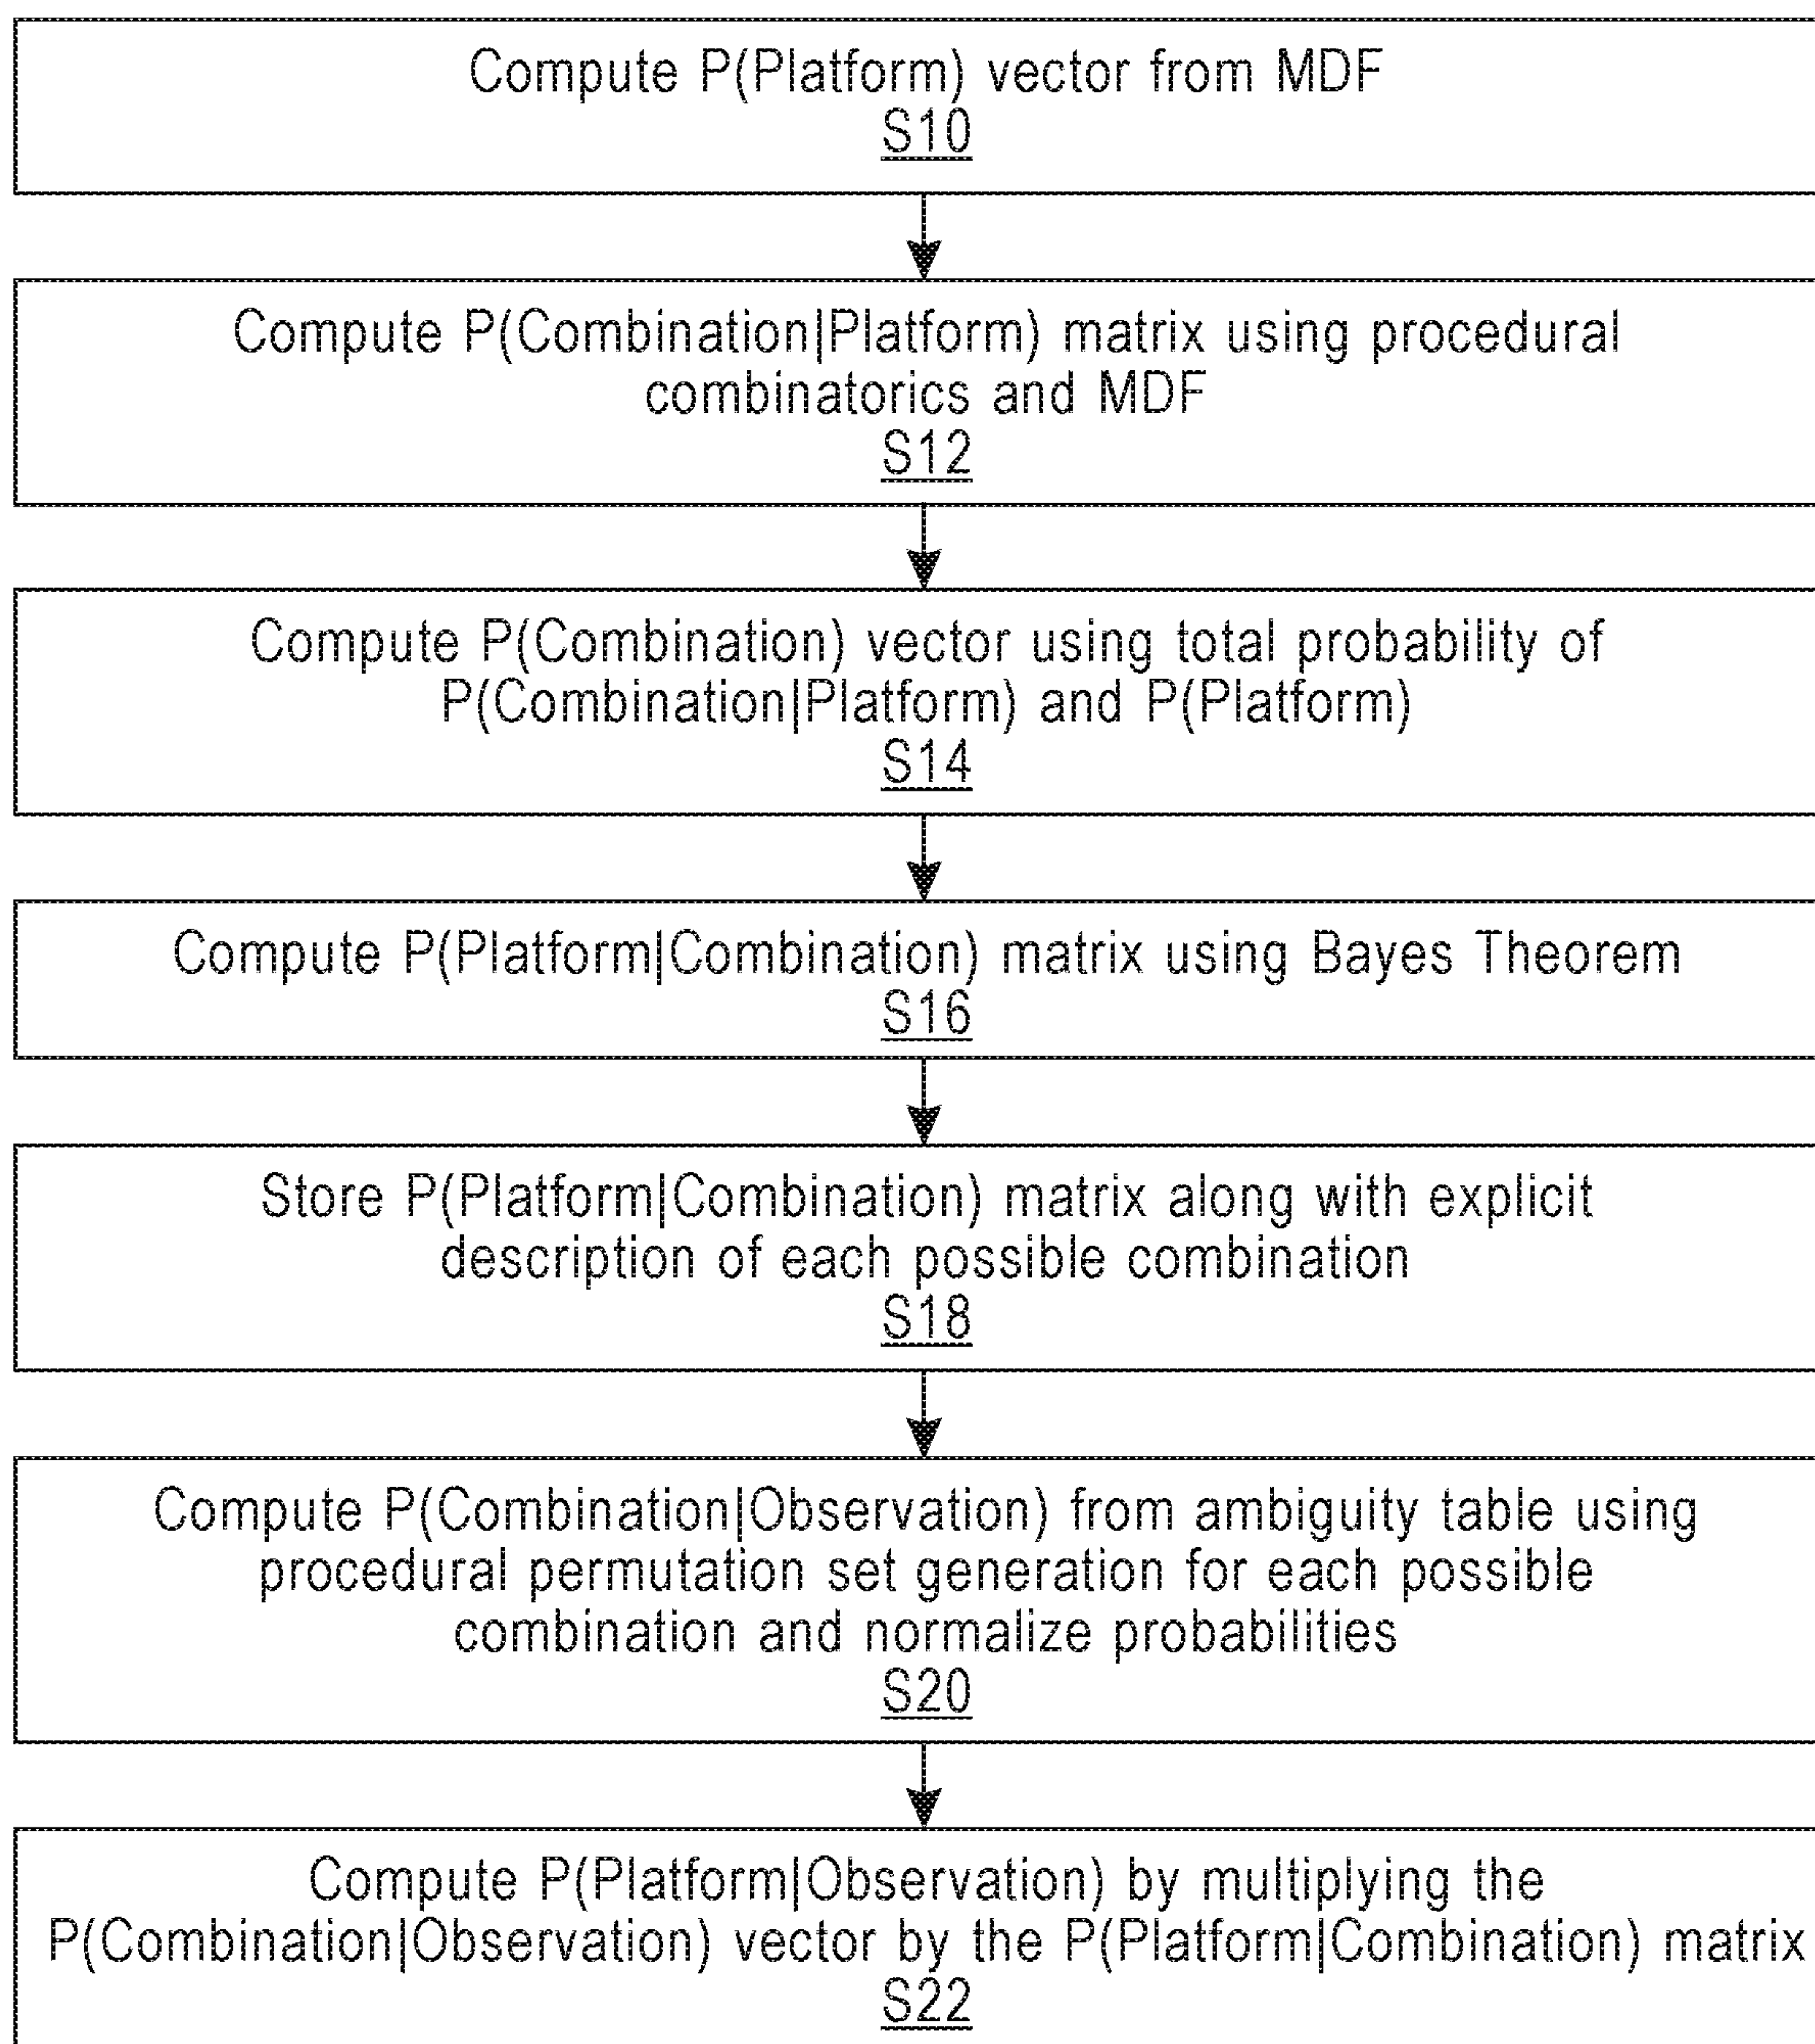 Compute P(Platform) vector from MDF
S10
Compute P(Combination|Platform) matrix using procedural
combinatorics and MDF
S12
Compute P(Combination) vector using total probability of
P(Combination|Platform) and P(Platform)
S14
Compute P(Platform|Combination) matrix using Bayes Theorem
S16
Store P(Platform|Combination) matrix along with explicit
description of each possible combination
S18
Compute P(Combination|Observation) from ambiguity table using
procedural permutation set generation for each possible
combination and normalize probabilities
S20
Compute P(Platform|Observation) by multiplying the
P(Combination|Observation) vector by the P(Platform|Combination) matrix
S22